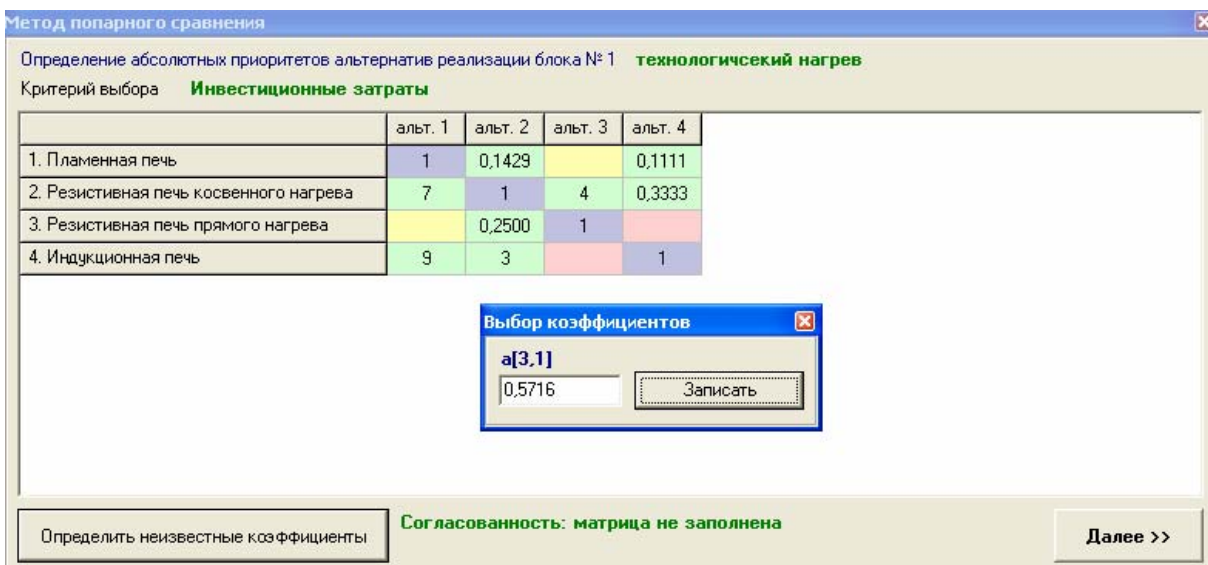 Метод попарного сравнения
Определение абсолютных приоритетов альтернатив реализации блока № 1 технологичсекий нагрев
Критерий выбора Инвестиционные затраты
альт. 1 альт. 2 альт. 3 альт. 4
1. Пламенная печь 1 0,1429 0,1111
2. Резистивная печь косвенного нагрева 7 1 4 0,3333
3. Резистивная печь прямого нагрева 0,2500 1
4. Индукционная печь 9 3 1
Выбор коэффициентов
a[3,1]
0,5716 Записать
Согласованность: матрица не заполнена
Определить неизвестные коэффициенты Далее >>